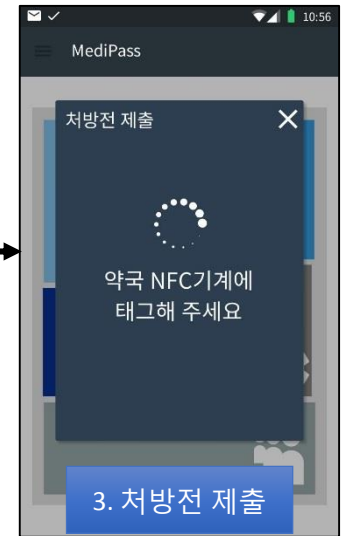 10:56
MediPass
처방전 제출
약국 NFC기계에
태그해 주세요
3. 처방전 제출